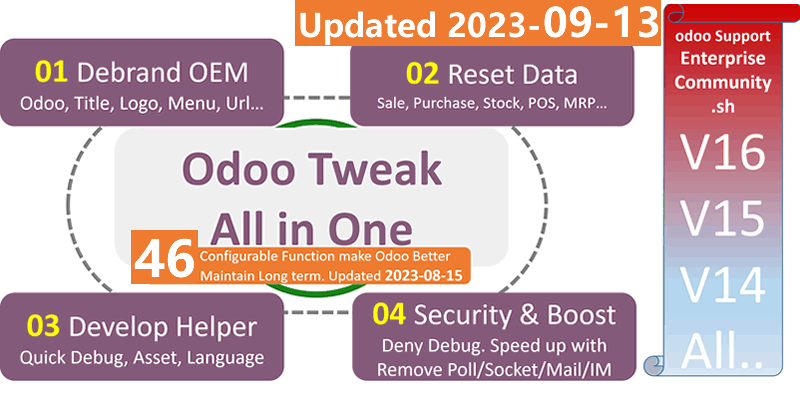 Updated 2023-09-13
01 Debrand OEM
Odoo, Title, Logo, Menu, Url...
02 Reset Data
Sale, Purchase, Stock, POS, MRP...
Odoo Tweak
All in One
46 Configurable Function make Odoo Better
Maintain Long term. Updated 2023-08-15
03 Develop Helper
Quick Debug, Asset, Language
04 Security & Boost
Deny Debug. Speed up with
Remove Poll/Socket/Mail/IM
odoo Support
Enterprise
Community
.sh
V16
V15
V14
All..